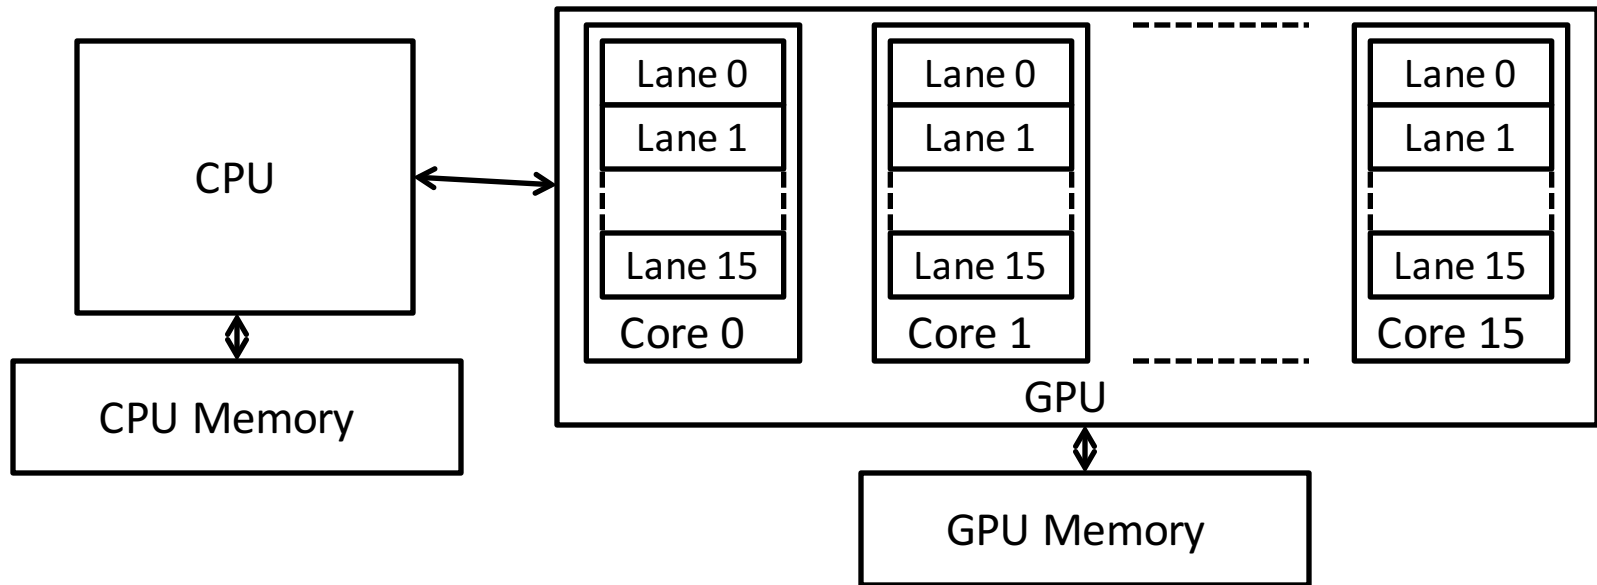 CPU
CPU Memory
Lane 0
Lane 1
Lane 15
Core 0
Lane 0
Lane 1
Lane 15
Core 1
Lane 0
Lane 1
Lane 15
Core 15
GPU
GPU Memory